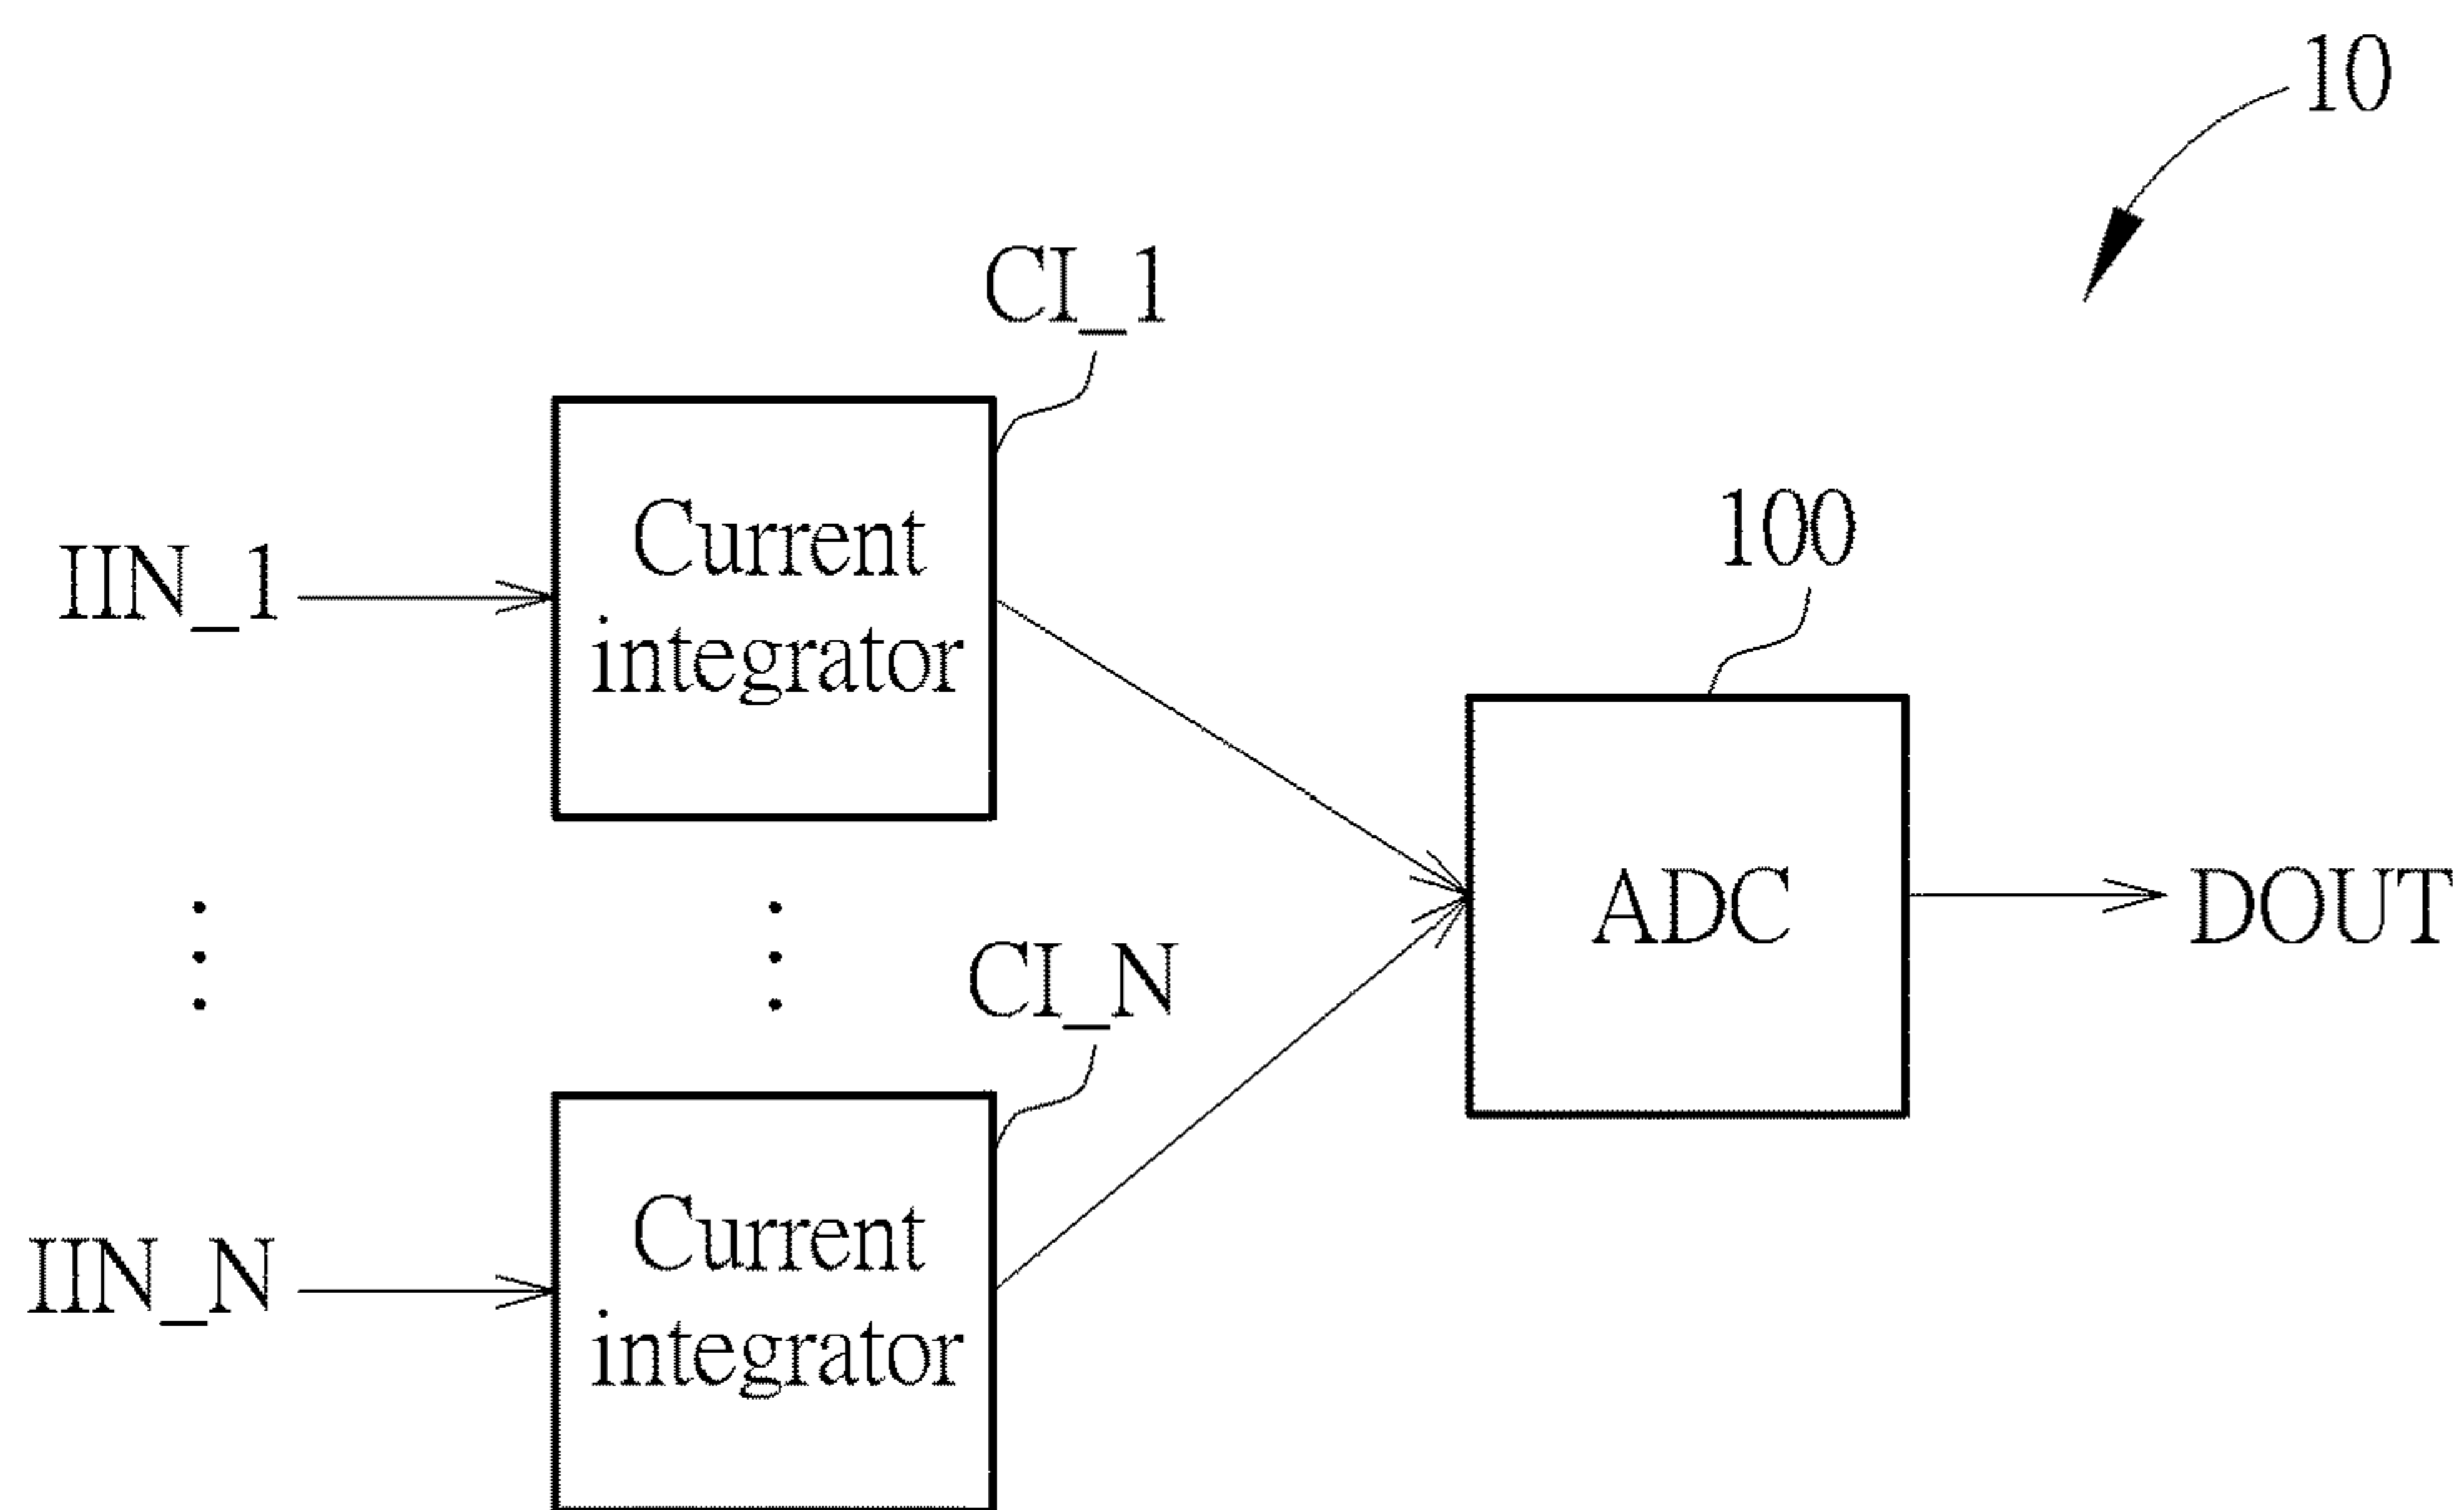 10
CI_1
Current
integrator
IIN_1
100
ADC
DOUT
CI_N
Current
integrator
IIN_N